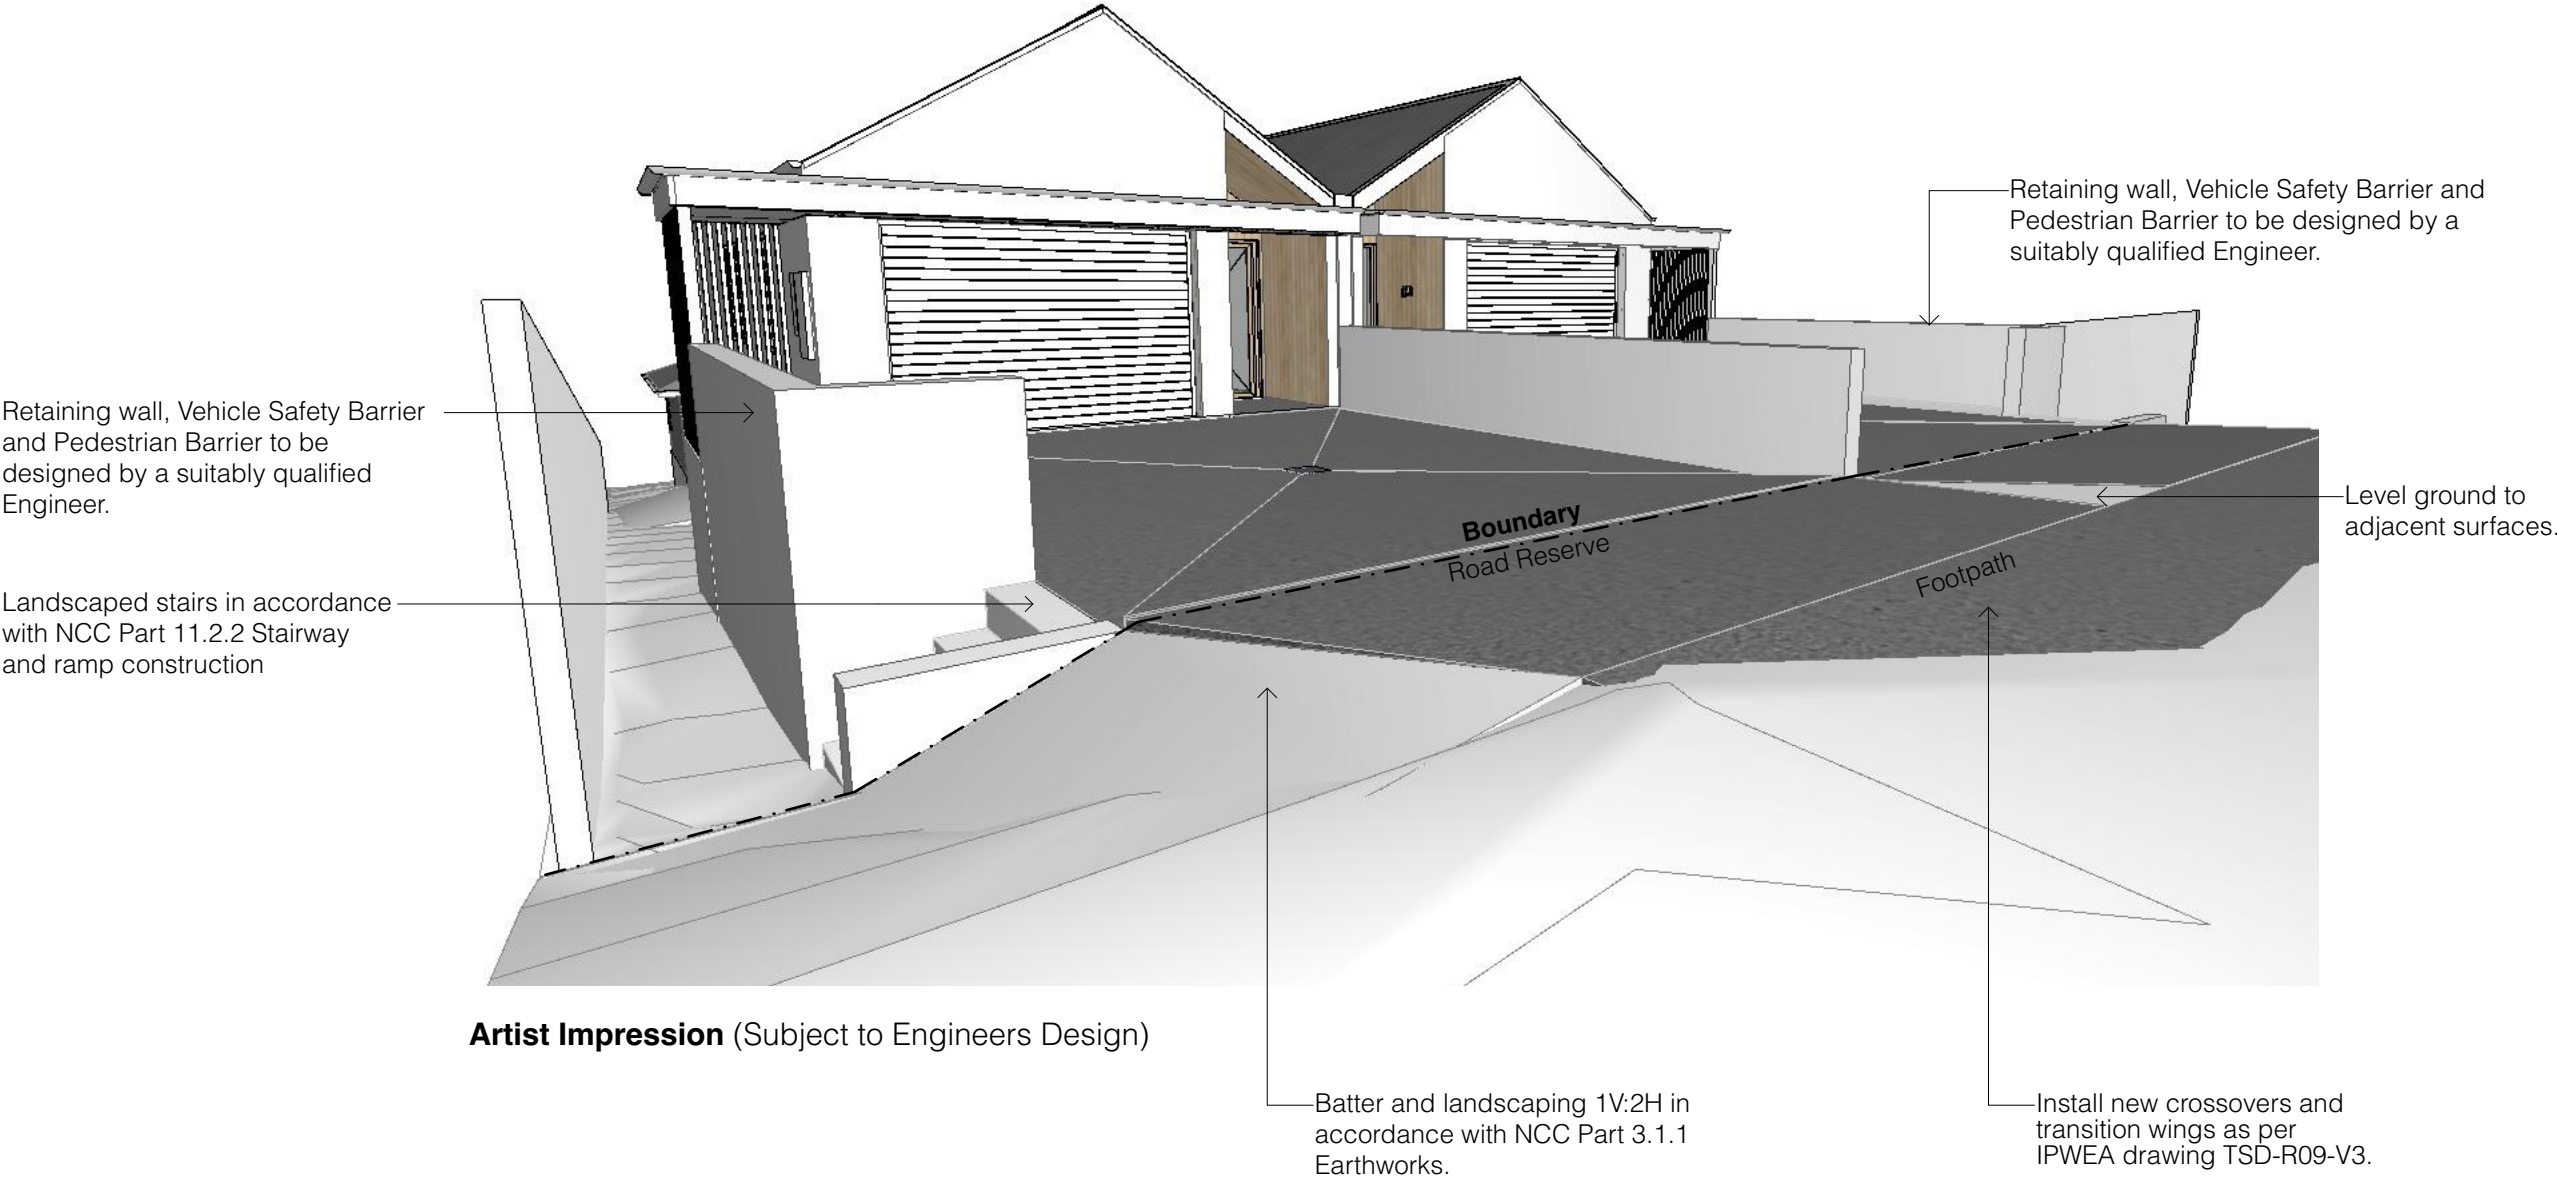 Retaining wall, Vehicle Safety Barrier and
Pedestrian Barrier to be designed by a
suitably qualified Engineer.
Retaining wall, Vehicle Safety Barrier
and Pedestrian Barrier to be
designed by a suitably qualified
Engineer.
Level ground to
adjacent surfaces.
Boundary
Road Reserve
Footpath
Landscaped stairs in accordance
with NCC Part 11.2.2 Stairway
and ramp construction
Artist Impression (Subject to Engineers Design)
Batter and landscaping 1V:2H in
accordance with NCC Part 3.1.1
Earthworks.
Install new crossovers and
transition wings as per
IPWEA drawing TSD-R09-V3.